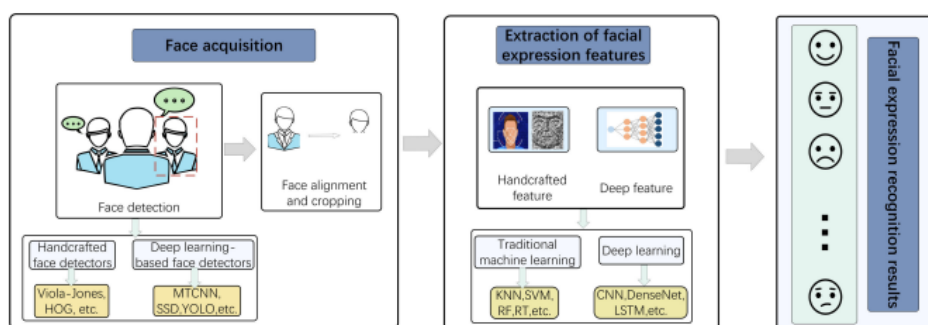 Face acquisition
Face detection
Face alignment
and cropping
Handcrafted
face detectors
Deep learning-
based face detectors
Viola-Jones,
HOG, etc.
MTCNN,
SSD,YOLO,etc.
Extraction of facial
expression features
Handcrafted
feature
Deep feature
Traditional
machine learning
Deep learning
KNN,SVM,
RF,RT,etc.
CNN,DenseNet,
LSTM,etc.
Facial expression recognition results